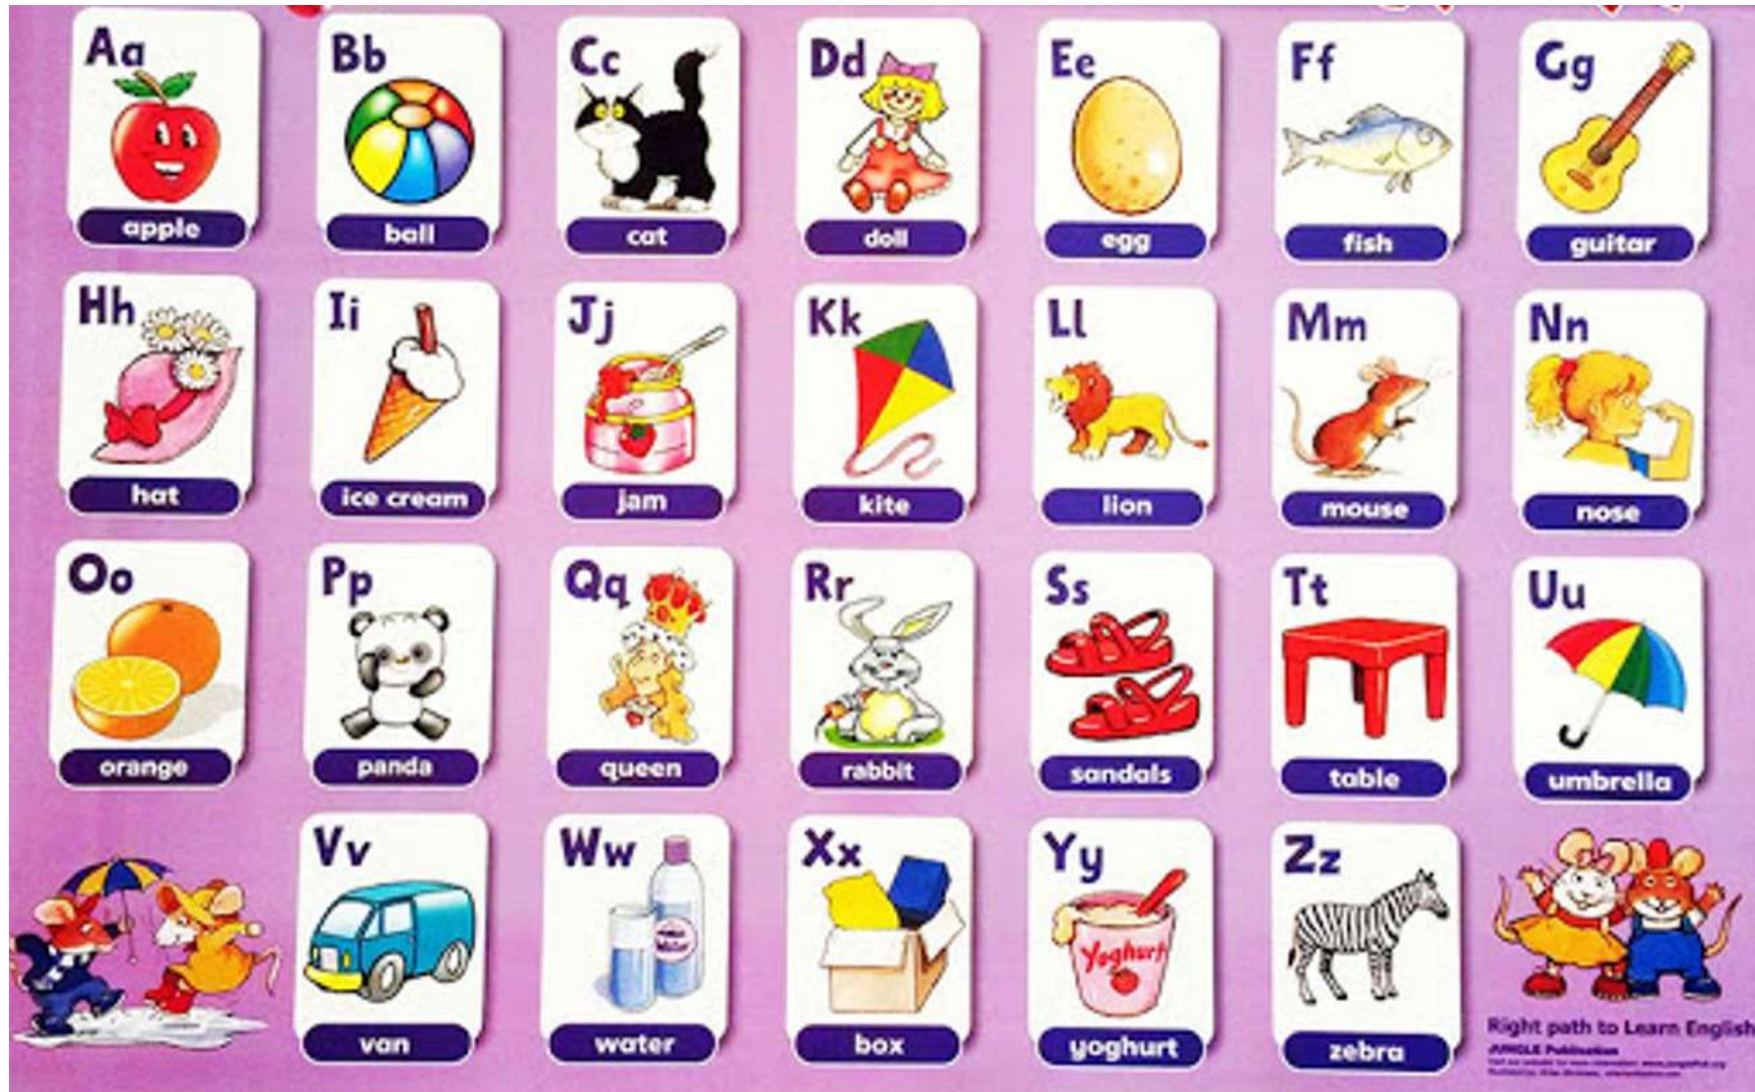 Aa
apple
Bb
ball
Cc
cat
Dd
doll
Ee
egg
Ff
fish
Gg
guitar
Hh
hat
Ii
ice cream
Jj
jam
Kk
kite
Ll
lion
Mm
mouse
Nn
nose
Oo
orange
Pp
panda
Qq
queen
Rr
rabbit
Ss
sandals
Tt
table
Uu
umbrella
Vv
van
Ww
Water
water
Xx
box
Yy
Yoghurt
yoghurt
Zz
zebra
Right path to Learn English
JUNGLE Publication